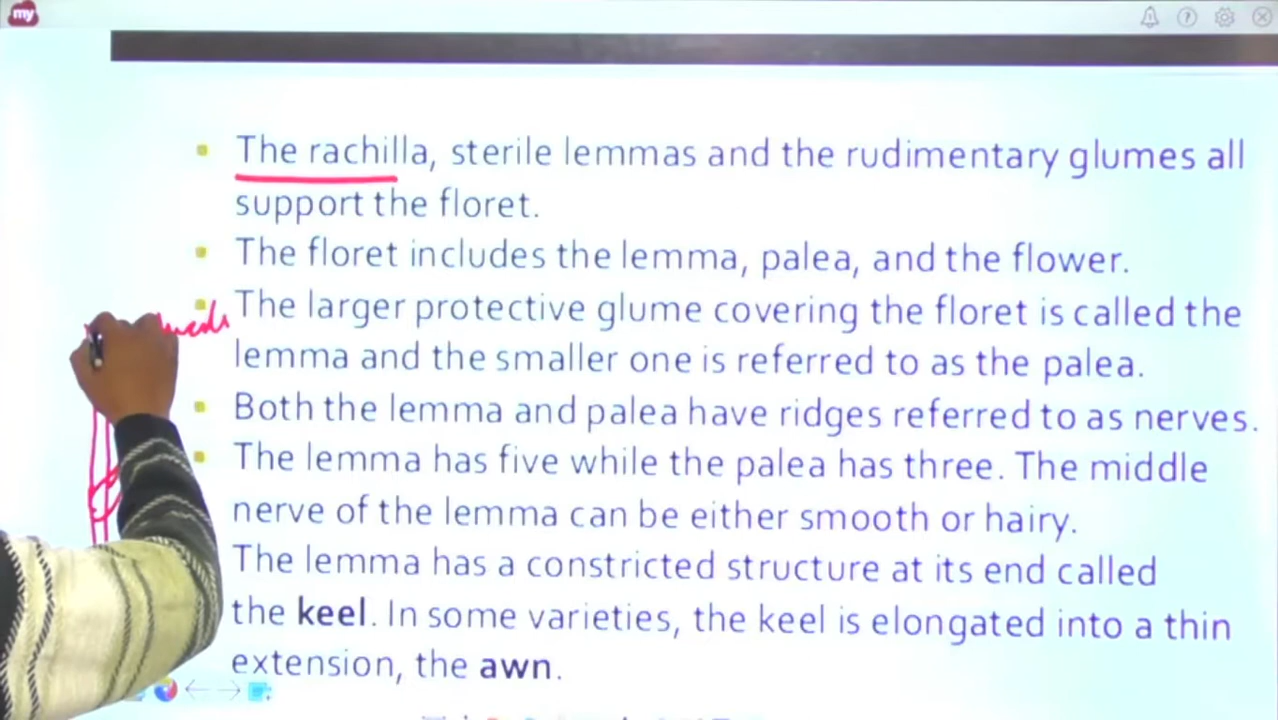 my
The rachilla, sterile lemmas and the rudimentary glumes all
support the floret.
The floret includes the lemma, palea, and the flower.
The larger protective glume covering the floret is called the
lemma and the smaller one is referred to as the palea.
Both the lemma and palea have ridges referred to as nerves.
The lemma has five while the palea has three. The middle
nerve of the lemma can be either smooth or hairy.
The lemma has a constricted structure at its end called
the keel. In some varieties, the keel is elongated into a thin
extension, the awn.